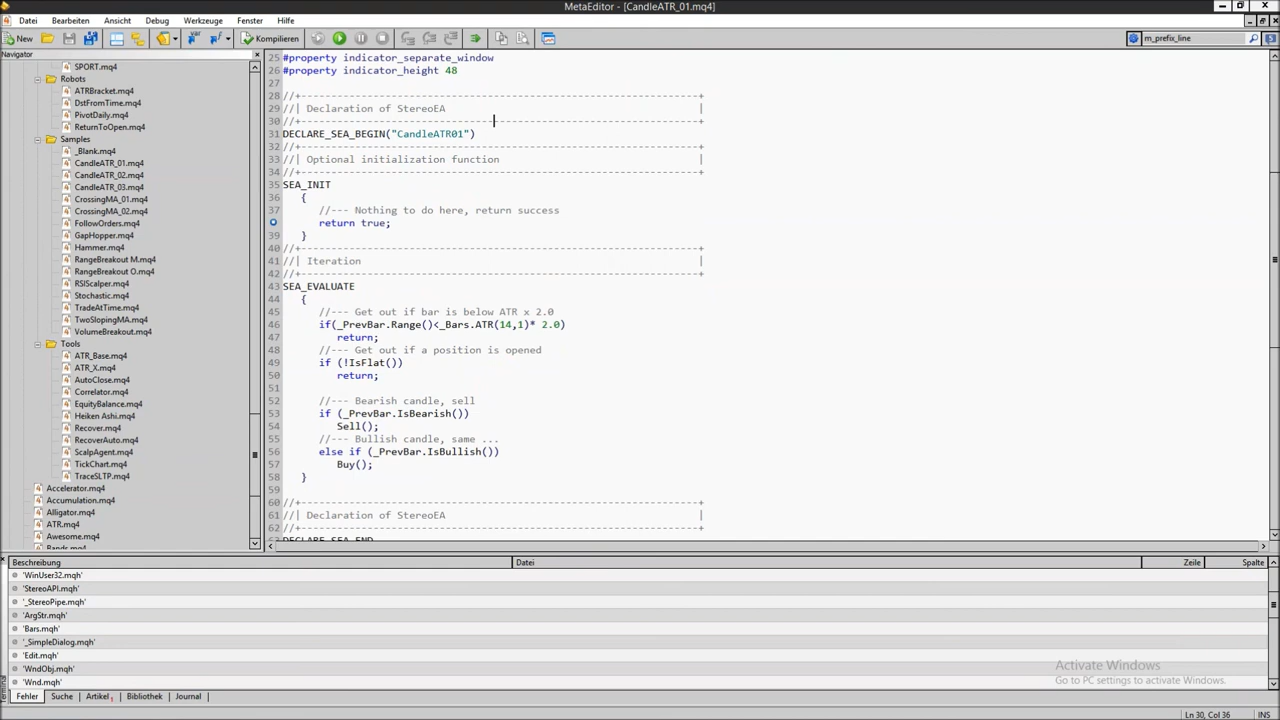 MetaEditor - [CandleATR_01.mq4]
Datei Bearbeiten Ansicht Debug Werkzeuge Fenster Hilfe
New Kompilieren m_prefix_line
Navigator
SPORT.mq4
Robots
ATRBracket.mq4
DstFromTime.mq4
PivotDaily.mq4
ReturnToOpen.mq4
Samples
_Blank.mq4
CandleATR_01.mq4
CandleATR_02.mq4
CandleATR_03.mq4
CrossingMA_01.mq4
CrossingMA_02.mq4
FollowOrders.mq4
GapHopper.mq4
Hammer.mq4
RangeBreakout M.mq4
RangeBreakout O.mq4
RSIScalper.mq4
Stochastic.mq4
TradeAtTime.mq4
TwoSlopingMA.mq4
VolumeBreakout.mq4
Tools
ATR_Base.mq4
ATR_X.mq4
AutoClose.mq4
Correlator.mq4
EquityBalance.mq4
Heiken Ashi.mq4
Recover.mq4
RecoverAuto.mq4
ScalpAgent.mq4
TickChart.mq4
TraceSLTP.mq4
Accelerator.mq4
Accumulation.mq4
Alligator.mq4
ATR.mq4
Awesome.mq4
Bands.mq4
25 #property indicator_separate_window
26 #property indicator_height 48
27
28 //+------------------------------------------------------------------+
29 //| Declaration of StereoEA |
30 //+------------------------------------------------------------------+
31 DECLARE_SEA_BEGIN("CandleATR01")
32 //+------------------------------------------------------------------+
33 //| Optional initialization function |
34 //+------------------------------------------------------------------+
35 SEA_INIT
36 {
37 //--- Nothing to do here, return success
38 return true;
39 }
40 //+------------------------------------------------------------------+
41 //| Iteration |
42 //+------------------------------------------------------------------+
43 SEA_EVALUATE
44 {
45 //--- Get out if bar is below ATR x 2.0
46 if(_PrevBar.Range()<_Bars.ATR(14,1)* 2.0)
47 return;
48 //--- Get out if a position is opened
49 if (!IsFlat())
50 return;
51
52 //--- Bearish candle, sell
53 if (_PrevBar.IsBearish())
54 Sell();
55 //--- Bullish candle, same ...
56 else if (_PrevBar.IsBullish())
57 Buy();
58 }
59
60 //+------------------------------------------------------------------+
61 //| Declaration of StereoEA |
62 //+------------------------------------------------------------------+
63 DECLARE_SEA_END
Beschreibung Datei Zeile Spalte
'WinUser32.mqh'
'StereoAPI.mqh'
'_StereoPipe.mqh'
'ArgStr.mqh'
'Bars.mqh'
'_SimpleDialog.mqh'
'Edit.mqh'
'WndObj.mqh'
'Wnd.mqh'
Activate Windows
Go to PC settings to activate Windows.
Terminal
Fehler Suche Artikel Bibliothek Journal
Ln 30, Col 36 INS